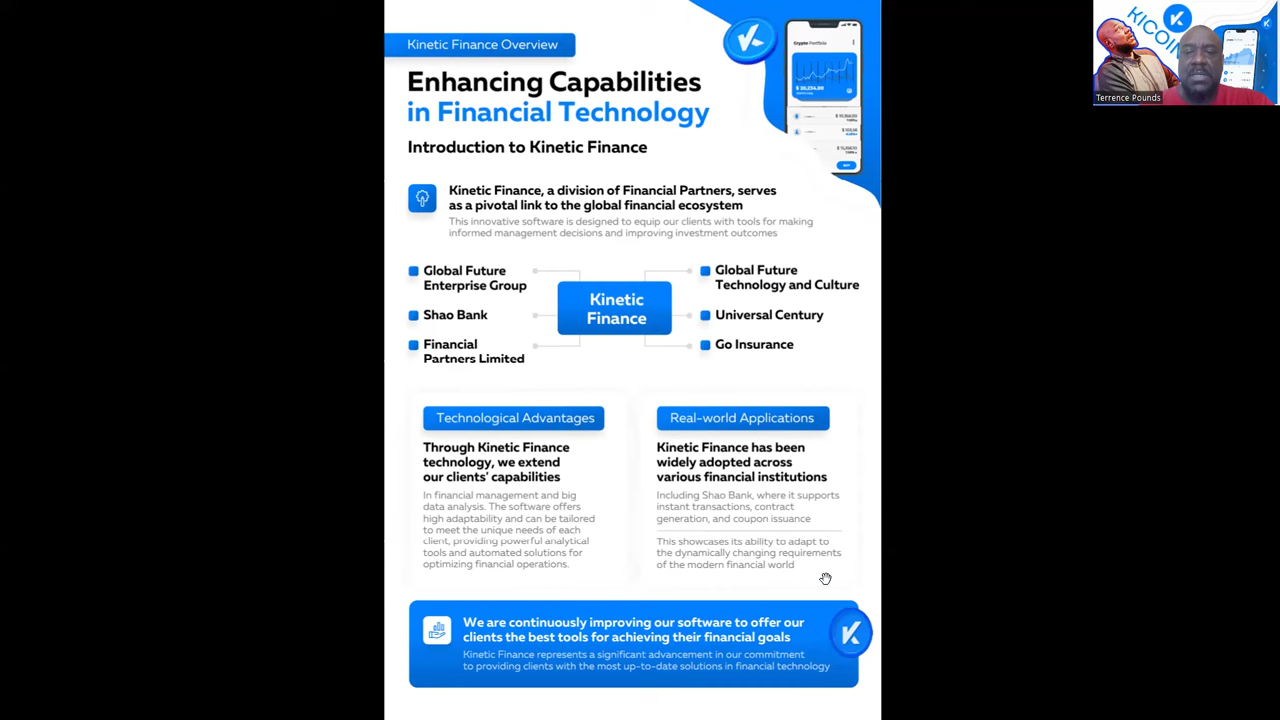 Kinetic Finance Overview
Enhancing Capabilities
in Financial Technology
Introduction to Kinetic Finance
Crypto Portfolio
$ 20,234.00
Kinetic Finance, a division of Financial Partners, serves
as a pivotal link to the global financial ecosystem
This innovative software is designed to equip our clients with tools for making
informed management decisions and improving investment outcomes
Global Future
Enterprise Group
Shao Bank
Financial
Partners Limited
Kinetic
Finance
Global Future
Technology and Culture
Universal Century
Go Insurance
Technological Advantages
Through Kinetic Finance
technology, we extend
our clients' capabilities
In financial management and big
data analysis. The software offers
high adaptability and can be tailored
to meet the unique needs of each
client, providing powerful analytical
tools and automated solutions for
optimizing financial operations.
Real-world Applications
Kinetic Finance has been
widely adopted across
various financial institutions
Including Shao Bank, where it supports
instant transactions, contract
generation, and coupon issuance
This showcases its ability to adapt to
the dynamically changing requirements
of the modern financial world
We are continuously improving our software to offer our
clients the best tools for achieving their financial goals
Kinetic Finance represents a significant advancement in our commitment
to providing clients with the most up-to-date solutions in financial technology
KICOIN
Terrence Pounds